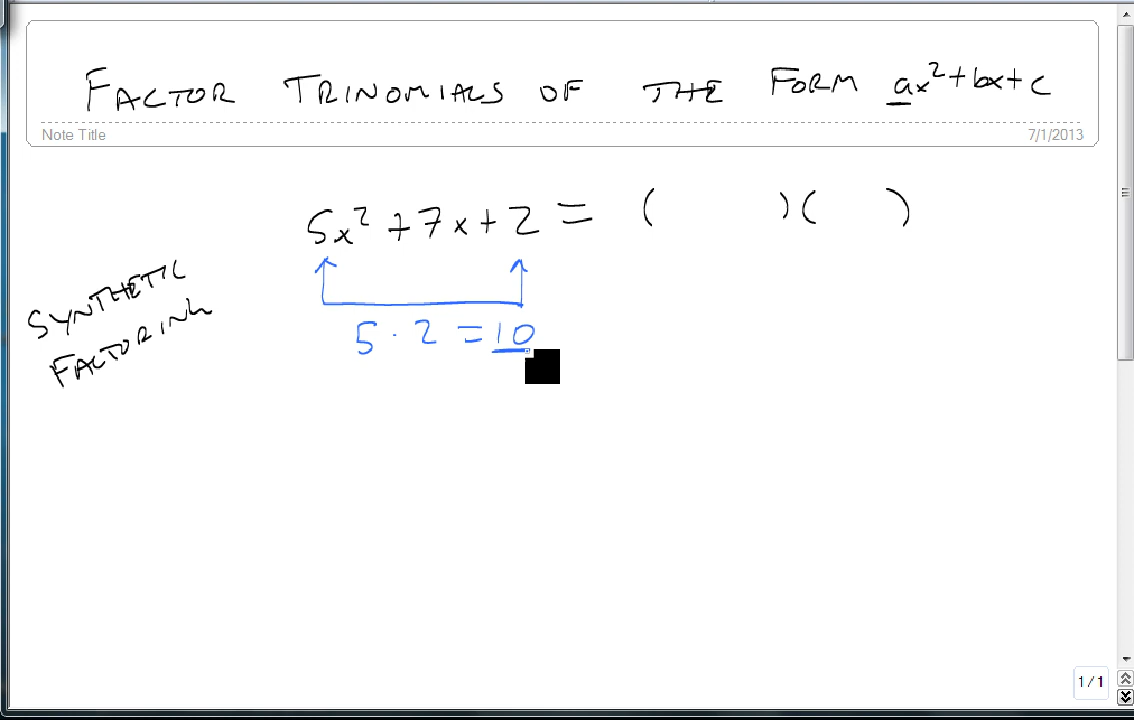 FACTOR TRINOMIALS OF THE FORM ax²+bx+c
Note Title
7/1/2013
5x²+7x+2= ( )( )
SYNTHETIC
FACTORING
5·2=10
1/1